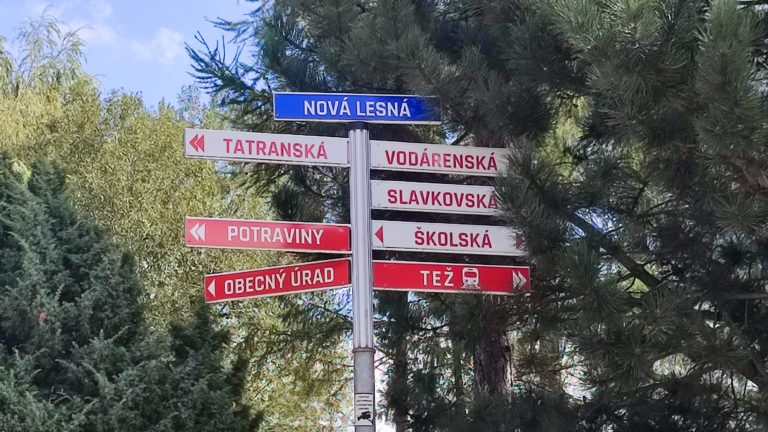 NOVÁ LESNÁ
TATRANSKÁ
VODÁRENSKÁ
SLAVKOVSKÁ
POTRAVINY
ŠKOLSKÁ
OBECNÝ ÚRAD
TEŽ